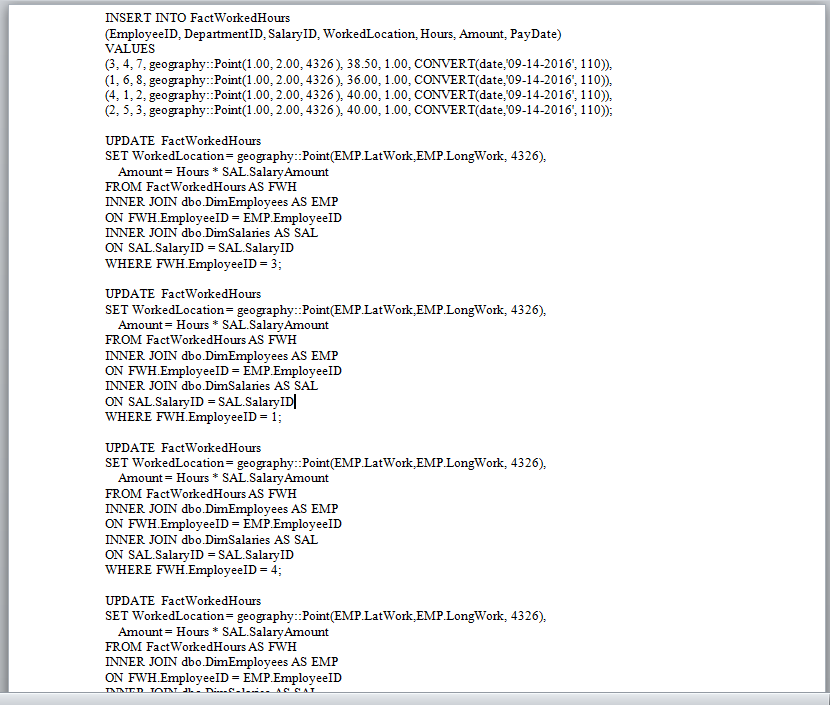 INSERT INTO FactWorkedHours
(EmployeeID, DepartmentID, SalaryID, WorkedLocation, Hours, Amount, PayDate)
VALUES
(3, 4, 7, geography::Point(1.00, 2.00, 4326 ), 38.50, 1.00, CONVERT(date,'09-14-2016', 110)),
(1, 6, 8, geography::Point(1.00, 2.00, 4326 ), 36.00, 1.00, CONVERT(date,'09-14-2016', 110)),
(4, 1, 2, geography::Point(1.00, 2.00, 4326 ), 40.00, 1.00, CONVERT(date,'09-14-2016', 110)),
(2, 5, 3, geography::Point(1.00, 2.00, 4326 ), 40.00, 1.00, CONVERT(date,'09-14-2016', 110));
UPDATE FactWorkedHours
SET WorkedLocation = geography::Point(EMP.LatWork,EMP.LongWork, 4326),
Amount = Hours * SAL.SalaryAmount
FROM FactWorkedHours AS FWH
INNER JOIN dbo.DimEmployees AS EMP
ON FWH.EmployeeID = EMP.EmployeeID
INNER JOIN dbo.DimSalaries AS SAL
ON SAL.SalaryID = SAL.SalaryID
WHERE FWH.EmployeeID = 3;
UPDATE FactWorkedHours
SET WorkedLocation = geography::Point(EMP.LatWork,EMP.LongWork, 4326),
Amount = Hours * SAL.SalaryAmount
FROM FactWorkedHours AS FWH
INNER JOIN dbo.DimEmployees AS EMP
ON FWH.EmployeeID = EMP.EmployeeID
INNER JOIN dbo.DimSalaries AS SAL
ON SAL.SalaryID = SAL.SalaryID
WHERE FWH.EmployeeID = 1;
UPDATE FactWorkedHours
SET WorkedLocation = geography::Point(EMP.LatWork,EMP.LongWork, 4326),
Amount = Hours * SAL.SalaryAmount
FROM FactWorkedHours AS FWH
INNER JOIN dbo.DimEmployees AS EMP
ON FWH.EmployeeID = EMP.EmployeeID
INNER JOIN dbo.DimSalaries AS SAL
ON SAL.SalaryID = SAL.SalaryID
WHERE FWH.EmployeeID = 4;
UPDATE FactWorkedHours
SET WorkedLocation = geography::Point(EMP.LatWork,EMP.LongWork, 4326),
Amount = Hours * SAL.SalaryAmount
FROM FactWorkedHours AS FWH
INNER JOIN dbo.DimEmployees AS EMP
ON FWH.EmployeeID = EMP.EmployeeID
INNER JOIN dbo.DimSalaries AS SAL